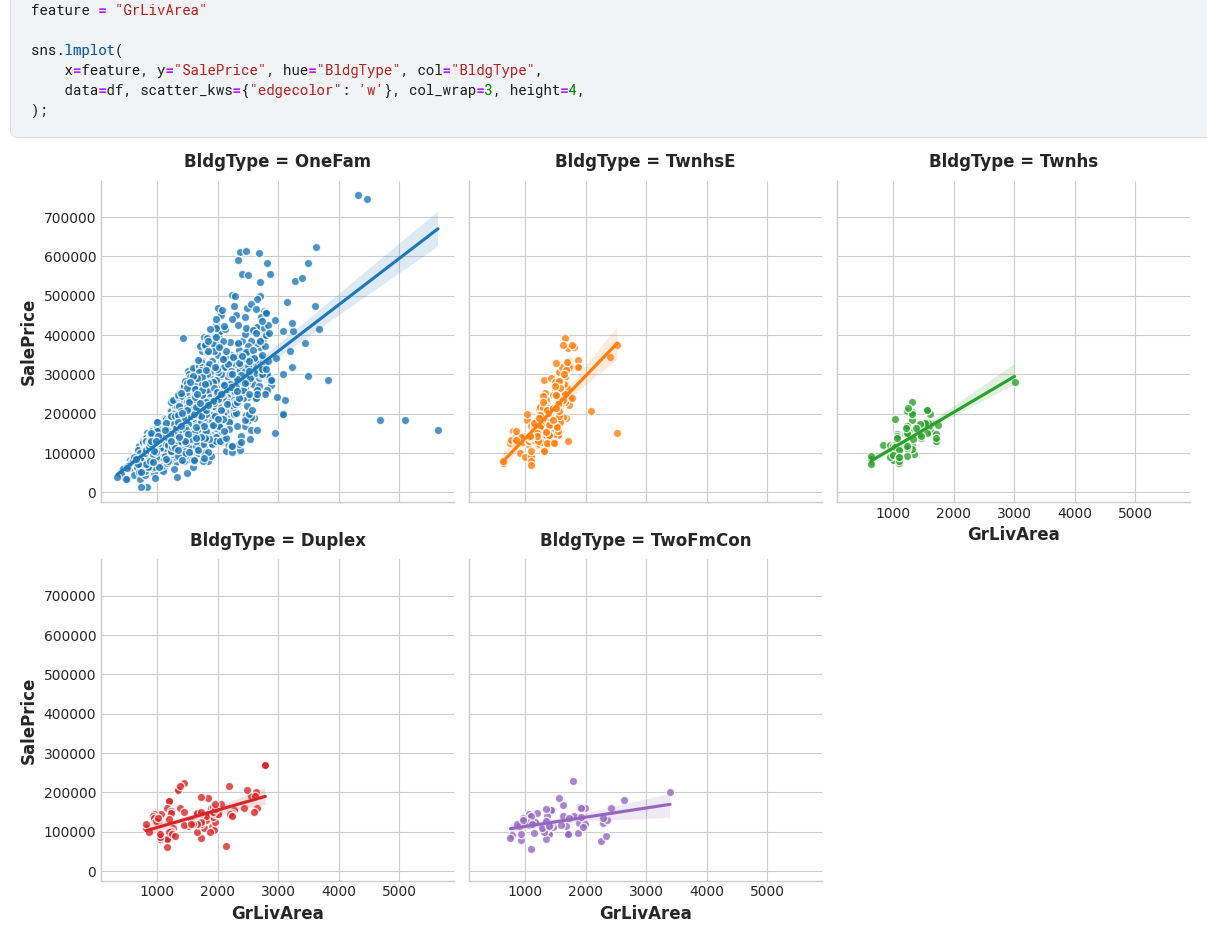 feature = "GrLivArea"
sns.lmplot(
    x=feature, y="SalePrice", hue="BldgType", col="BldgType",
    data=df, scatter_kws={"edgecolor": 'w'}, col_wrap=3, height=4,
);
BldgType = OneFam
BldgType = TwnhsE
BldgType = Twnhs
700000
600000
500000
400000
300000
200000
100000
0
SalePrice
1000 2000 3000 4000 5000
GrLivArea
BldgType = Duplex
BldgType = TwoFmCon
700000
600000
500000
400000
300000
200000
100000
0
SalePrice
1000 2000 3000 4000 5000
1000 2000 3000 4000 5000
GrLivArea
GrLivArea